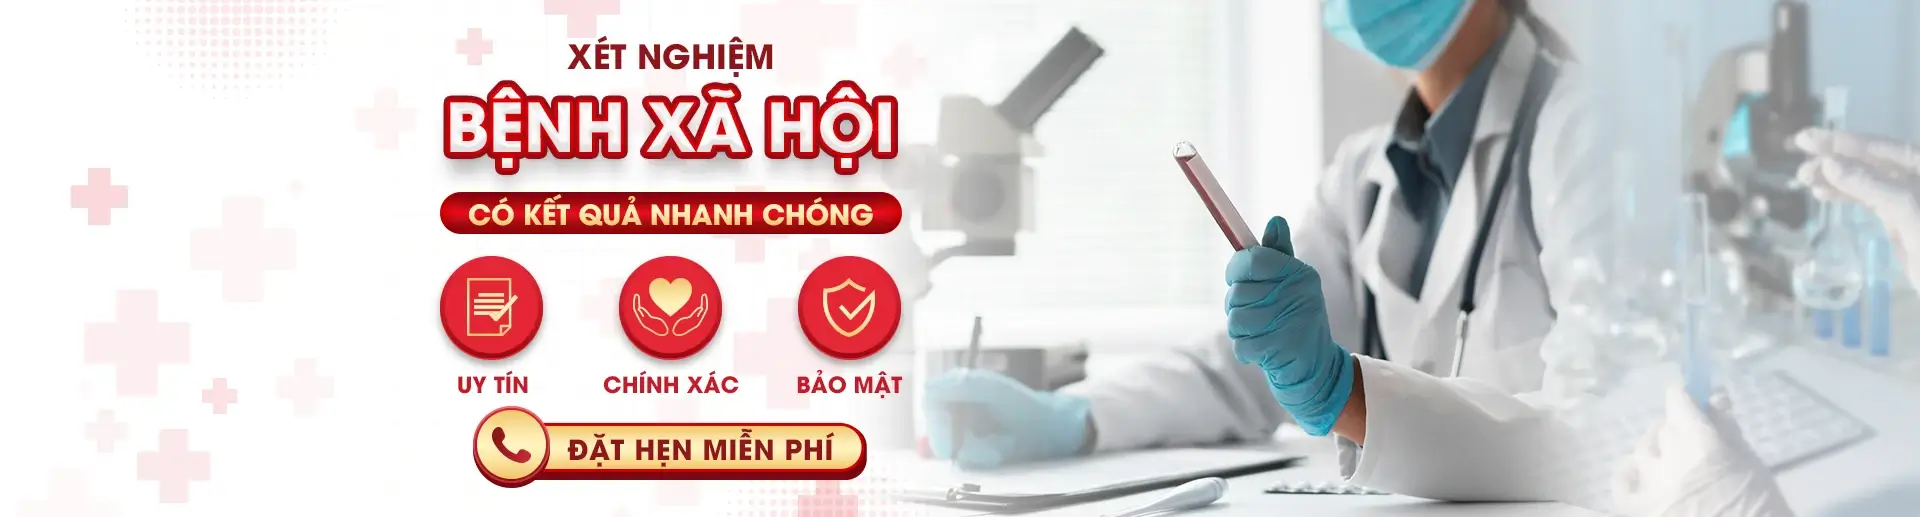 XÉT NGHIỆM
BỆNH XÃ HỘI
CÓ KẾT QUẢ NHANH CHÓNG
UY TÍN CHÍNH XÁC BẢO MẬT
ĐẶT HẸN MIỄN PHÍ